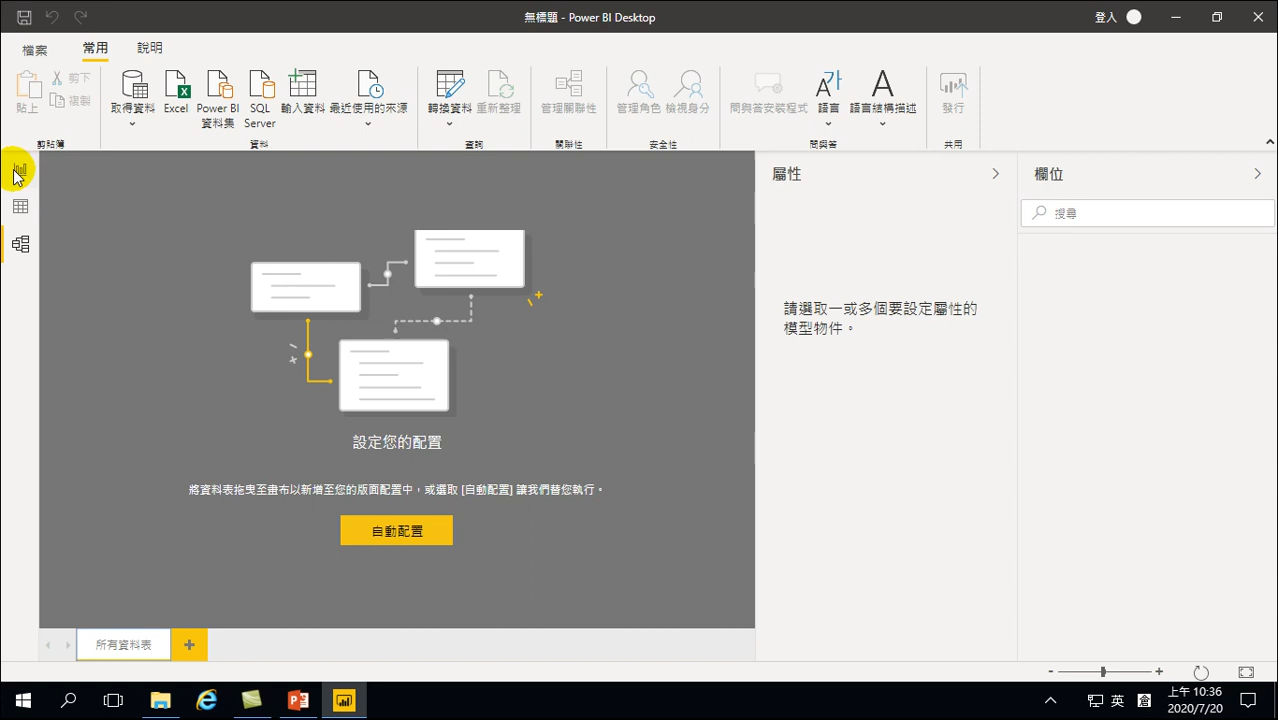 無標題 - Power BI Desktop
登入
檔案 常用 說明
貼上
剪下
複製
取得資料
Excel
Power BI
資料集
SQL
Server
輸入資料
最近使用的來源
轉換資料
重新整理
管理關聯性
管理角色
檢視身分
問與答安裝程式
語言
語言結構描述
發行
剪貼簿
資料
查詢
關聯性
安全性
問與答
共用
屬性
欄位
搜尋
請選取一或多個要設定屬性的
模型物件。
設定您的配置
將資料表拖曳至畫布以新增至您的版面配置中，或選取 [自動配置] 讓我們替您執行。
自動配置
所有資料表
英
倉
上午 10:36
2020/7/20